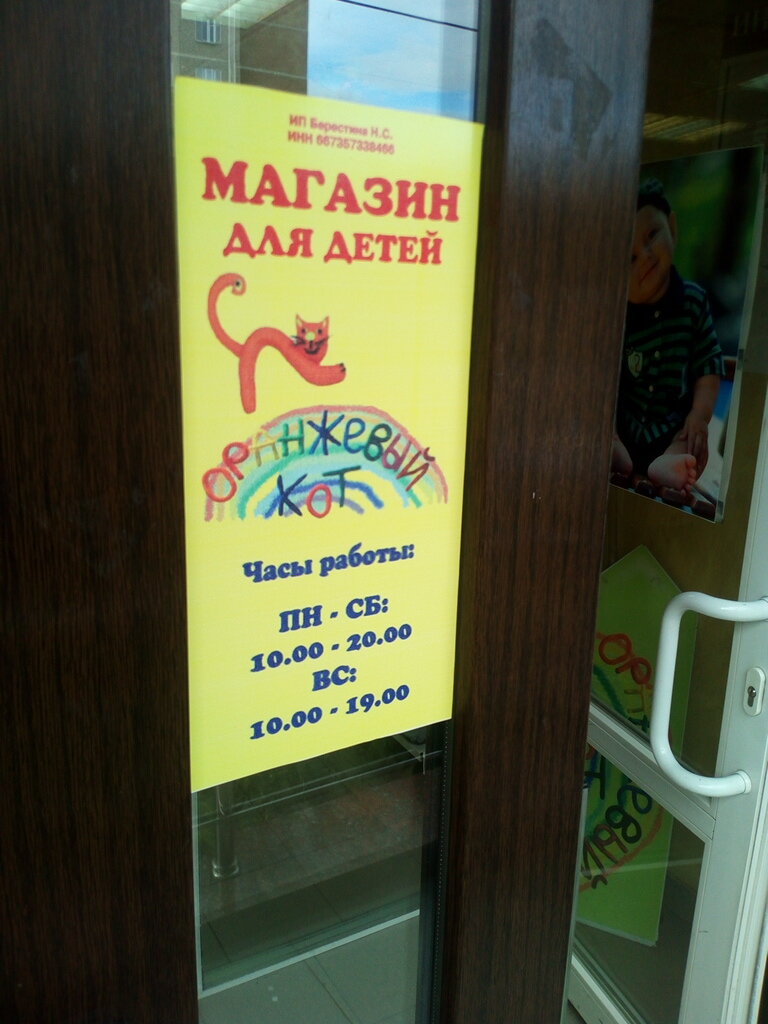 ИП Берестина Н.С.
ИНН 667357338466
МАГАЗИН
ДЛЯ ДЕТЕЙ
ОРАНЖЕВЫЙ
КОТ
Часы работы:
ПН - СБ:
10.00 - 20.00
ВС:
10.00 - 19.00